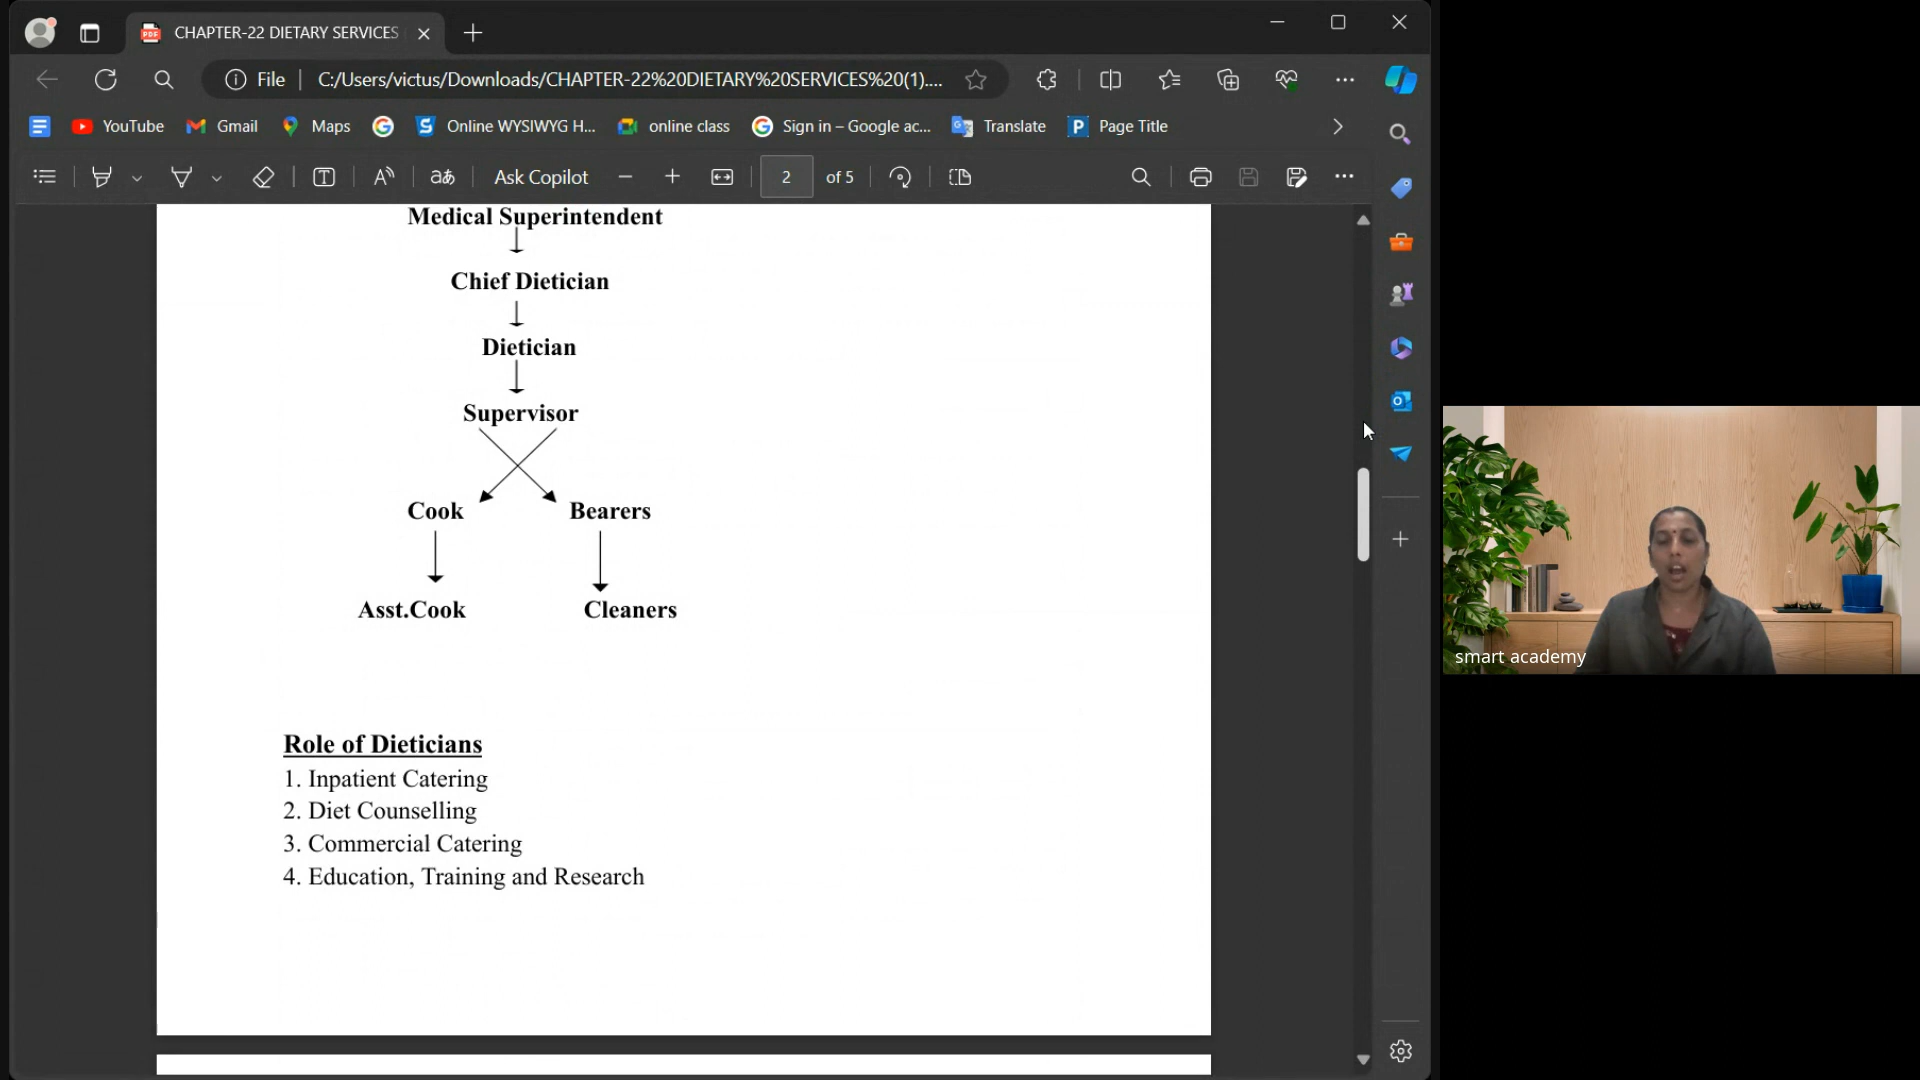 CHAPTER-22 DIETARY SERVICES
File
C:/Users/victus/Downloads/CHAPTER-22%20DIETARY%20SERVICES%20(1)....
YouTube
Gmail
Maps
Online WYSIWYG H...
online class
Sign in – Google ac...
Translate
Page Title
Ask Copilot
2 of 5
Medical Superintendent
Chief Dietician
Dietician
Supervisor
Cook Bearers
Asst.Cook Cleaners
Role of Dieticians
1. Inpatient Catering
2. Diet Counselling
3. Commercial Catering
4. Education, Training and Research
smart academy